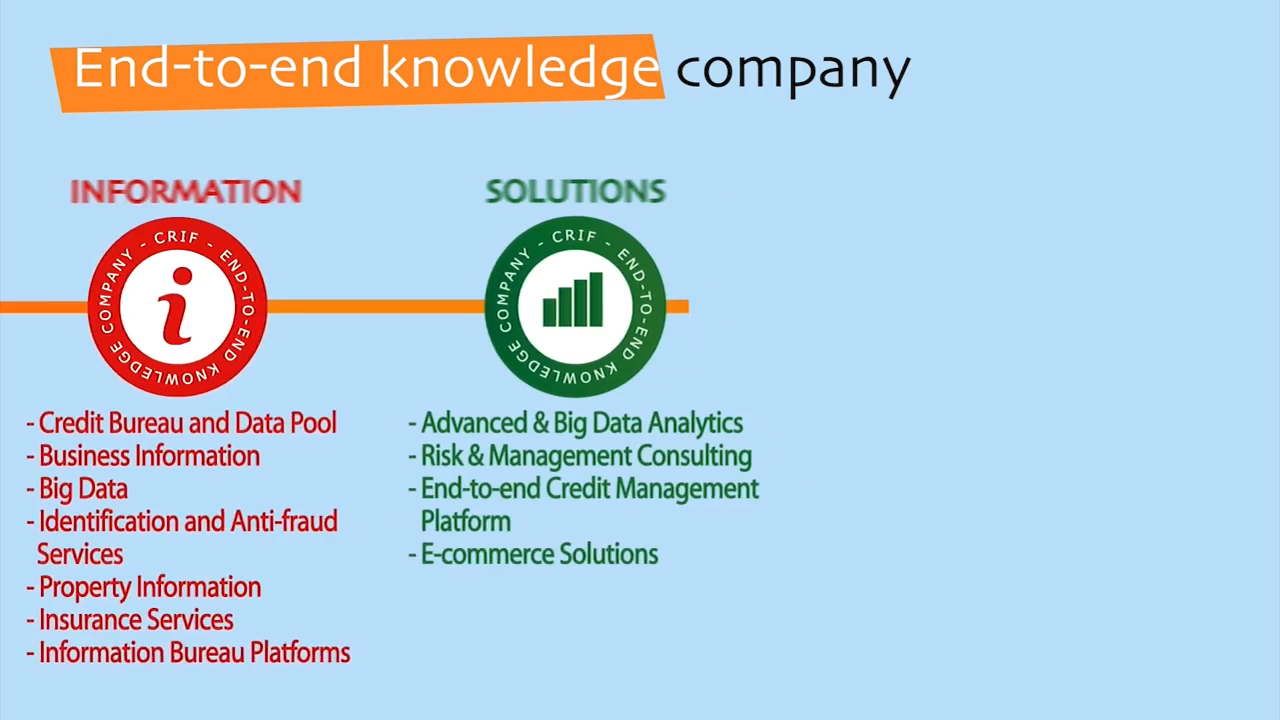 End-to-end knowledge company
INFORMATION
COMPANY - CRIF - END-TO-END KNOWLEDGE
- Credit Bureau and Data Pool
- Business Information
- Big Data
- Identification and Anti-fraud
Services
- Property Information
- Insurance Services
- Information Bureau Platforms
SOLUTIONS
COMPANY - CRIF - END-TO-END KNOWLEDGE
- Advanced & Big Data Analytics
- Risk & Management Consulting
- End-to-end Credit Management
Platform
- E-commerce Solutions